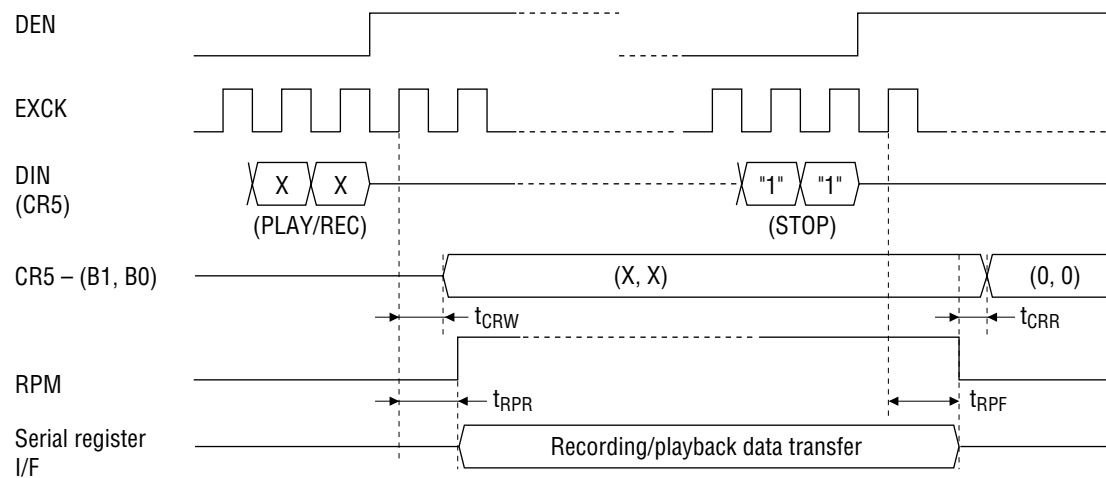 DEN
EXCK
DIN
(CR5)
X X "1" "1"
(PLAY/REC) (STOP)
CR5 – (B1, B0) (X, X) (0, 0)
tCRW tCRR
RPM
tRPR tRPF
Serial register
I/F
Recording/playback data transfer